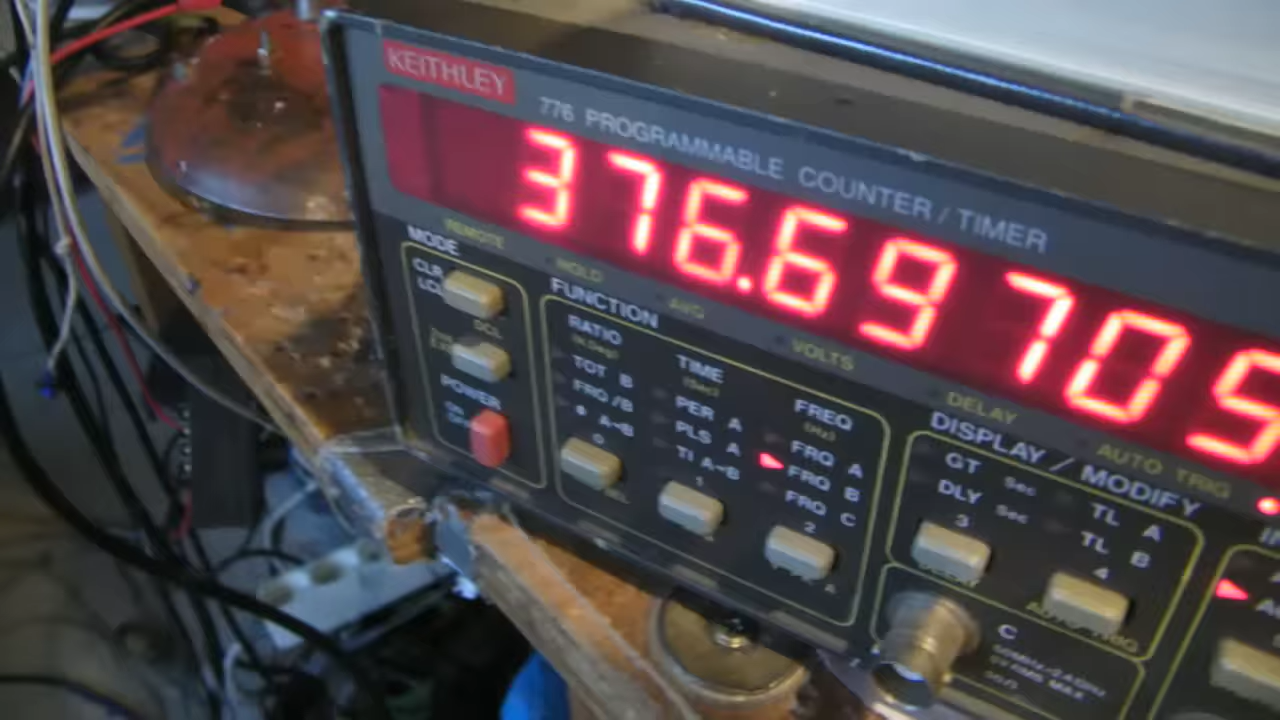 KEITHLEY
776 PROGRAMMABLE COUNTER / TIMER
376.69705
REMOTE
HOLD
AVG
VOLTS
DELAY
AUTO TRIG
MODE
CLR
LCL
POWER
FUNCTION
RATIO
TOT B
FRQ /B
A→B
0
TIME
(Sec)
PER A
PLS A
TI A→B
1
FREQ
(Hz)
FRQ A
FRQ B
FRQ C
2
DISPLAY / MODIFY
GT Sec
DLY Sec
3
TL A
TL B
4
AUTO TRIG
C